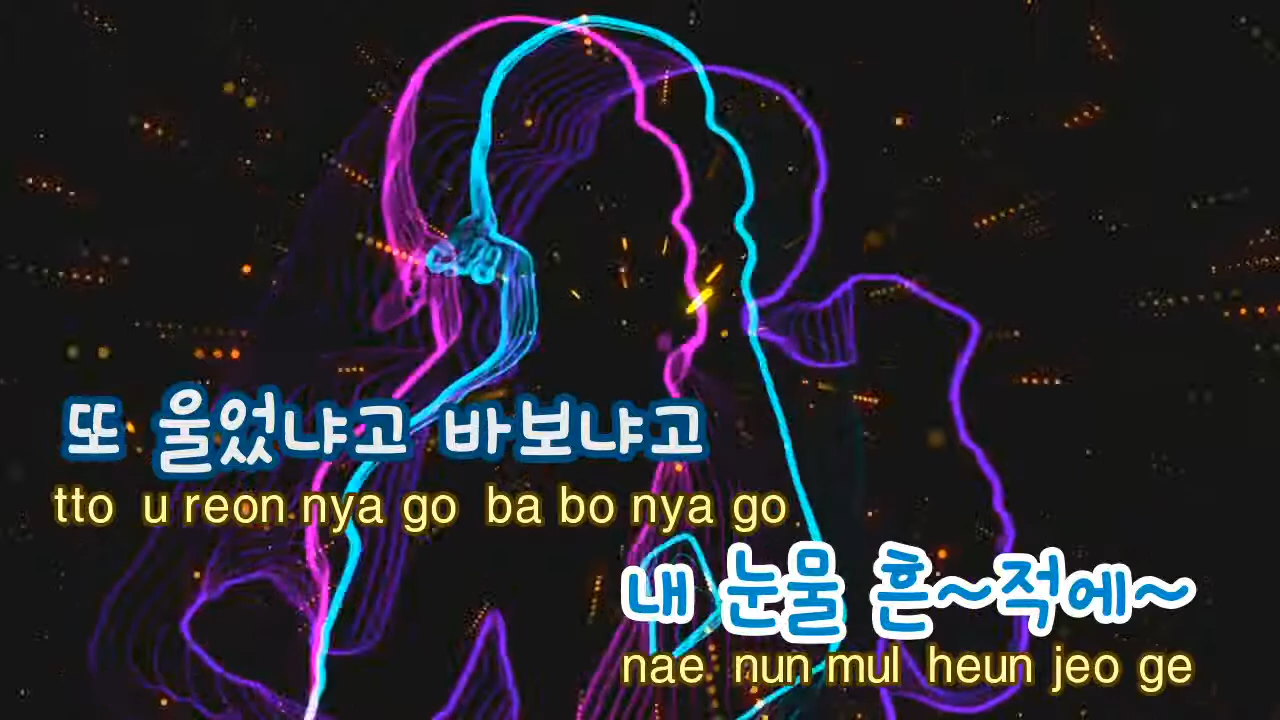 또 울었냐고 바보냐고
tto u reon nya go ba bo nya go
내 눈물 흔~적에~
nae nun mul heun jeo ge